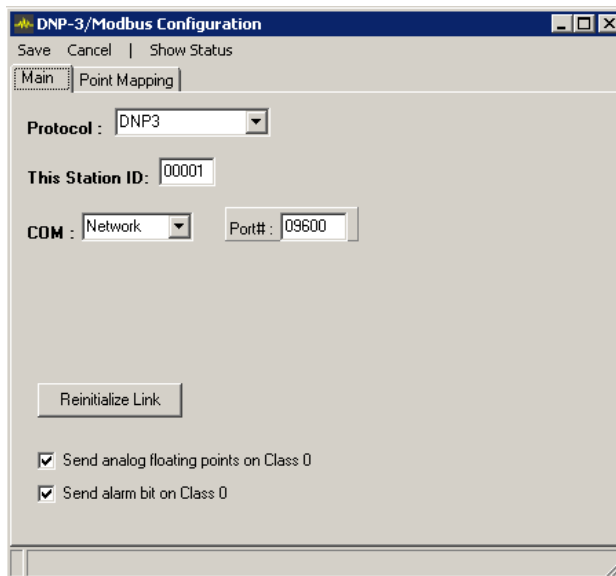 DNP-3/Modbus Configuration
Save Cancel | Show Status
Main Point Mapping
Protocol : DNP3
This Station ID: 00001
COM : Network Port# : 09600
Reinitialize Link
Send analog floating points on Class 0
Send alarm bit on Class 0